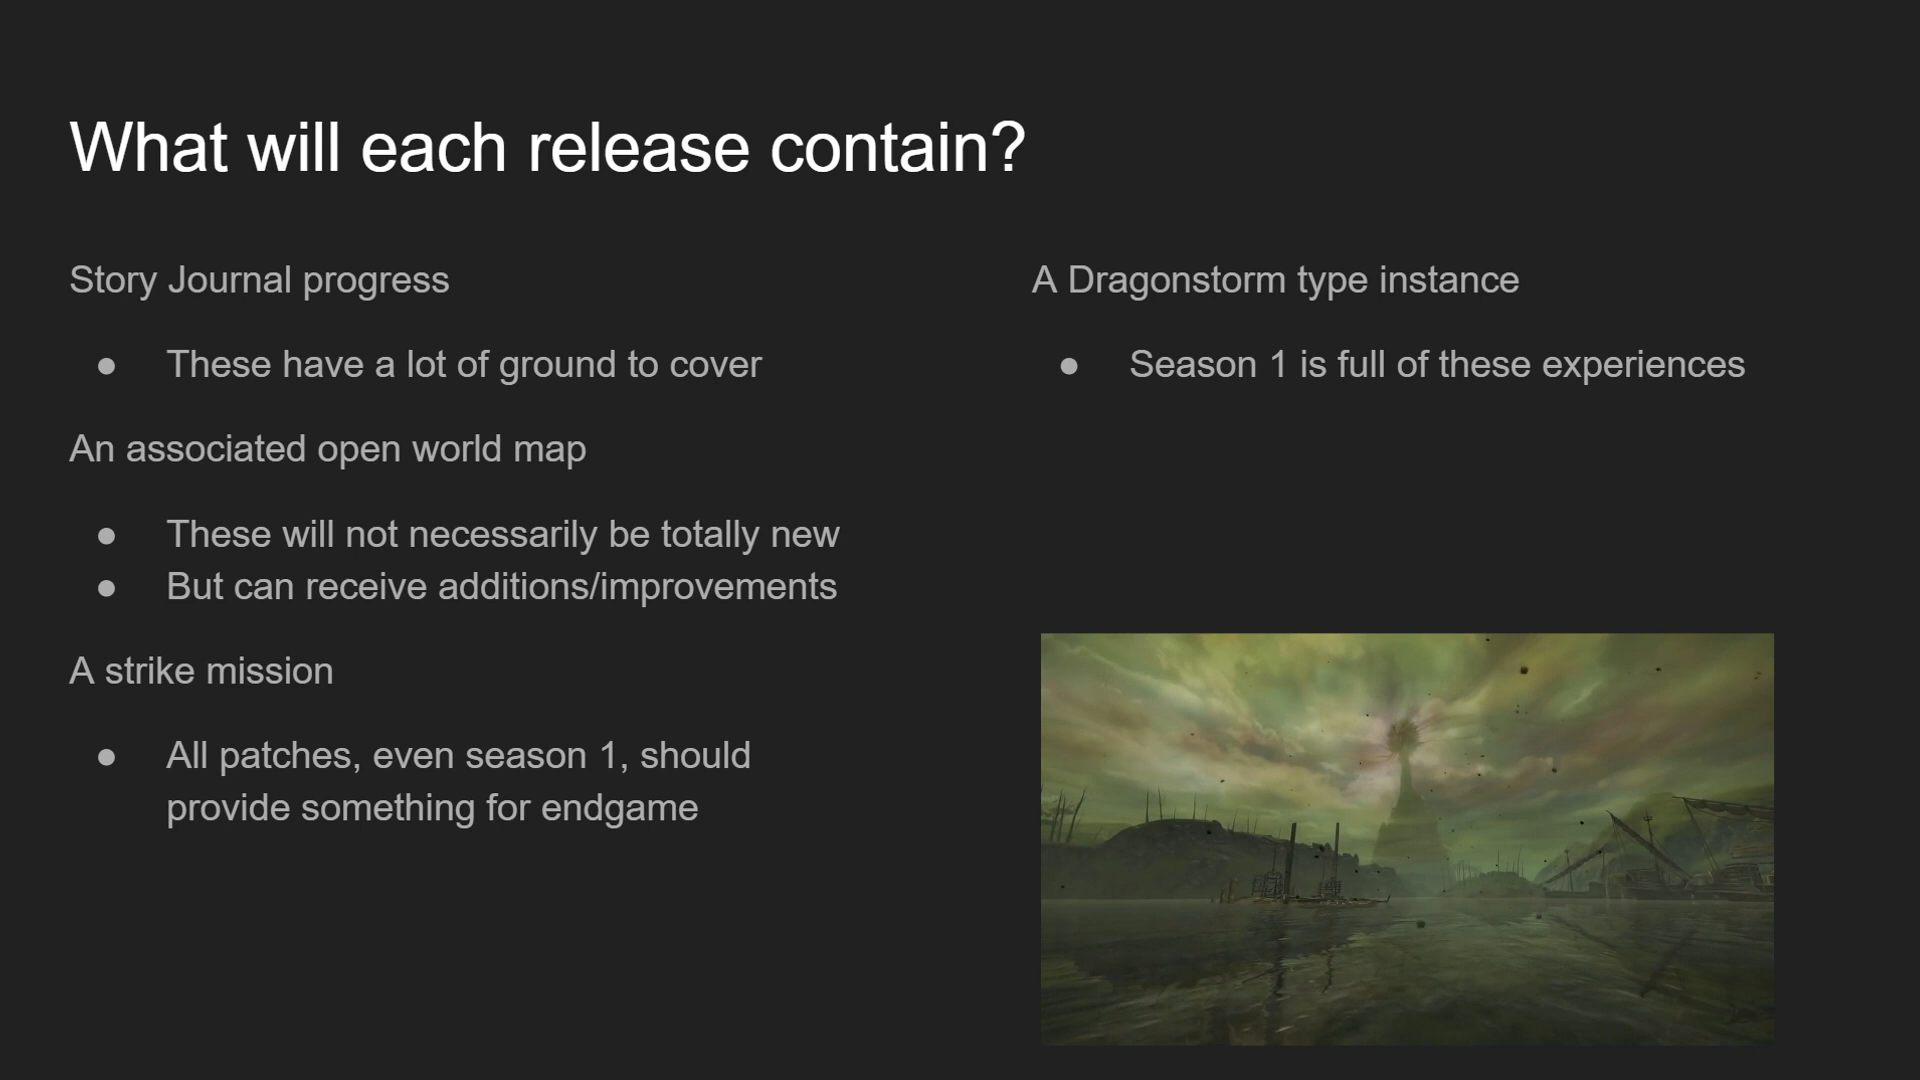 What will each release contain?
Story Journal progress
● These have a lot of ground to cover
An associated open world map
● These will not necessarily be totally new
● But can receive additions/improvements
A strike mission
● All patches, even season 1, should
provide something for endgame
A Dragonstorm type instance
● Season 1 is full of these experiences